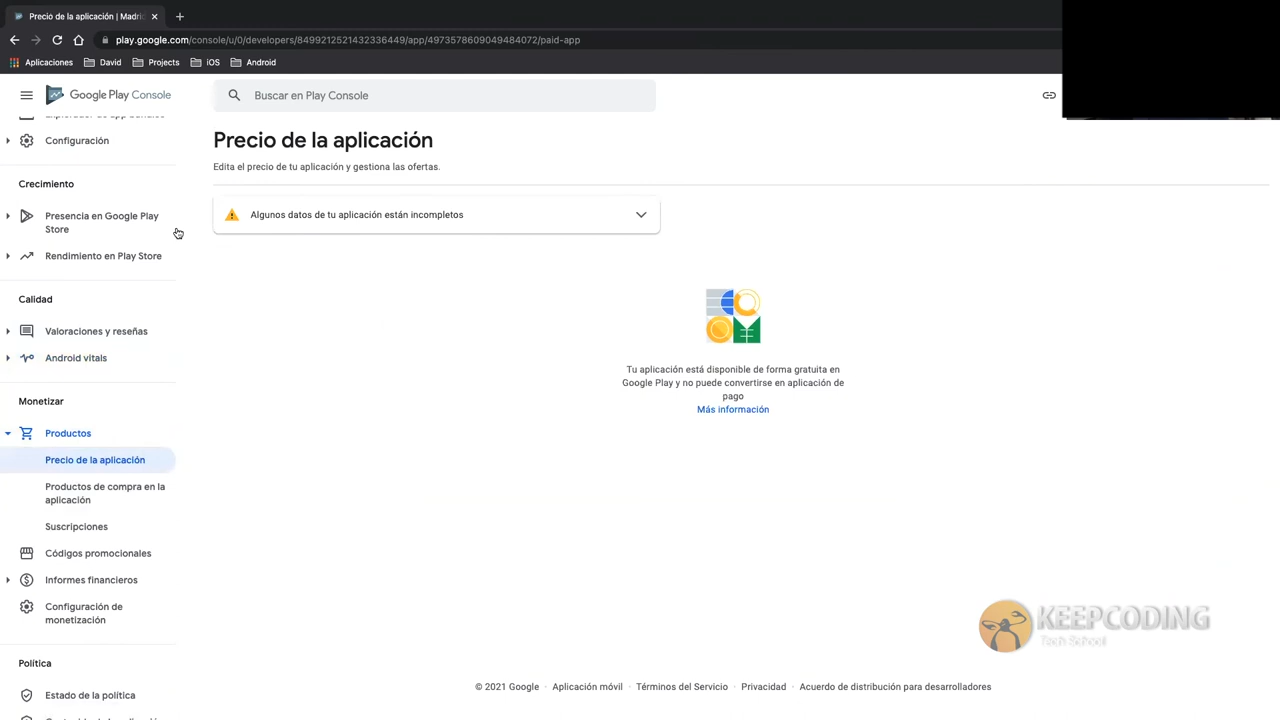 Precio de la aplicación | Madri
play.google.com/console/u/0/developers/8499212521432336449/app/4973578609049484072/paid-app
Aplicaciones
David
Projects
iOS
Android
Google Play Console
Buscar en Play Console
Configuración
Crecimiento
Presencia en Google Play
Store
Rendimiento en Play Store
Calidad
Valoraciones y reseñas
Android vitals
Monetizar
Productos
Precio de la aplicación
Productos de compra en la
aplicación
Suscripciones
Códigos promocionales
Informes financieros
Configuración de
monetización
Política
Estado de la política
Precio de la aplicación
Edita el precio de tu aplicación y gestiona las ofertas.
Algunos datos de tu aplicación están incompletos
Tu aplicación está disponible de forma gratuita en
Google Play y no puede convertirse en aplicación de
pago
Más información
KEEPCODING
Tech School
© 2021 Google · Aplicación móvil · Términos del Servicio · Privacidad · Acuerdo de distribución para desarrolladores